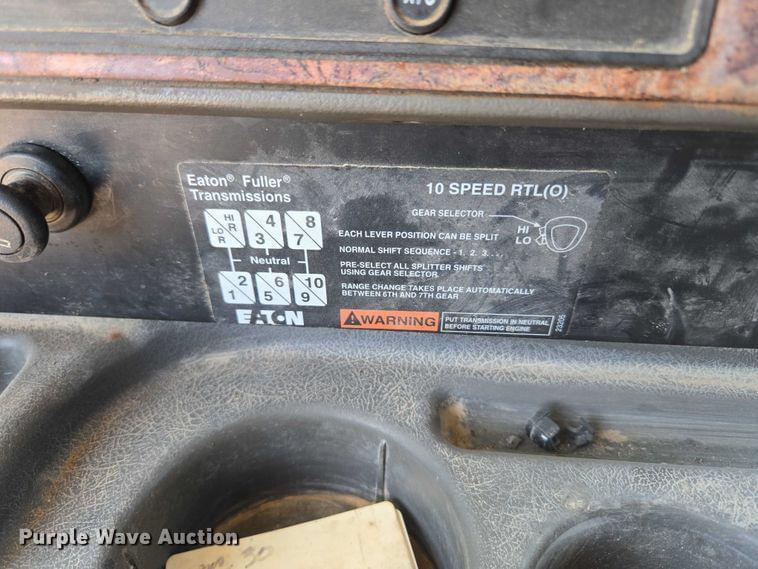 Eaton® Fuller®
Transmissions
10 SPEED RTL(O)
GEAR SELECTOR
HI
LO
HI
R
LO
R
4
3
8
7
Neutral
2
1
6
5
10
9
EACH LEVER POSITION CAN BE SPLIT
NORMAL SHIFT SEQUENCE - 1, 2, 3, . . .
PRE-SELECT ALL SPLITTER SHIFTS
USING GEAR SELECTOR
RANGE CHANGE TAKES PLACE AUTOMATICALLY
BETWEEN 6TH AND 7TH GEAR
EATON
WARNING
PUT TRANSMISSION IN NEUTRAL
BEFORE STARTING ENGINE
Purple Wave Auction
30